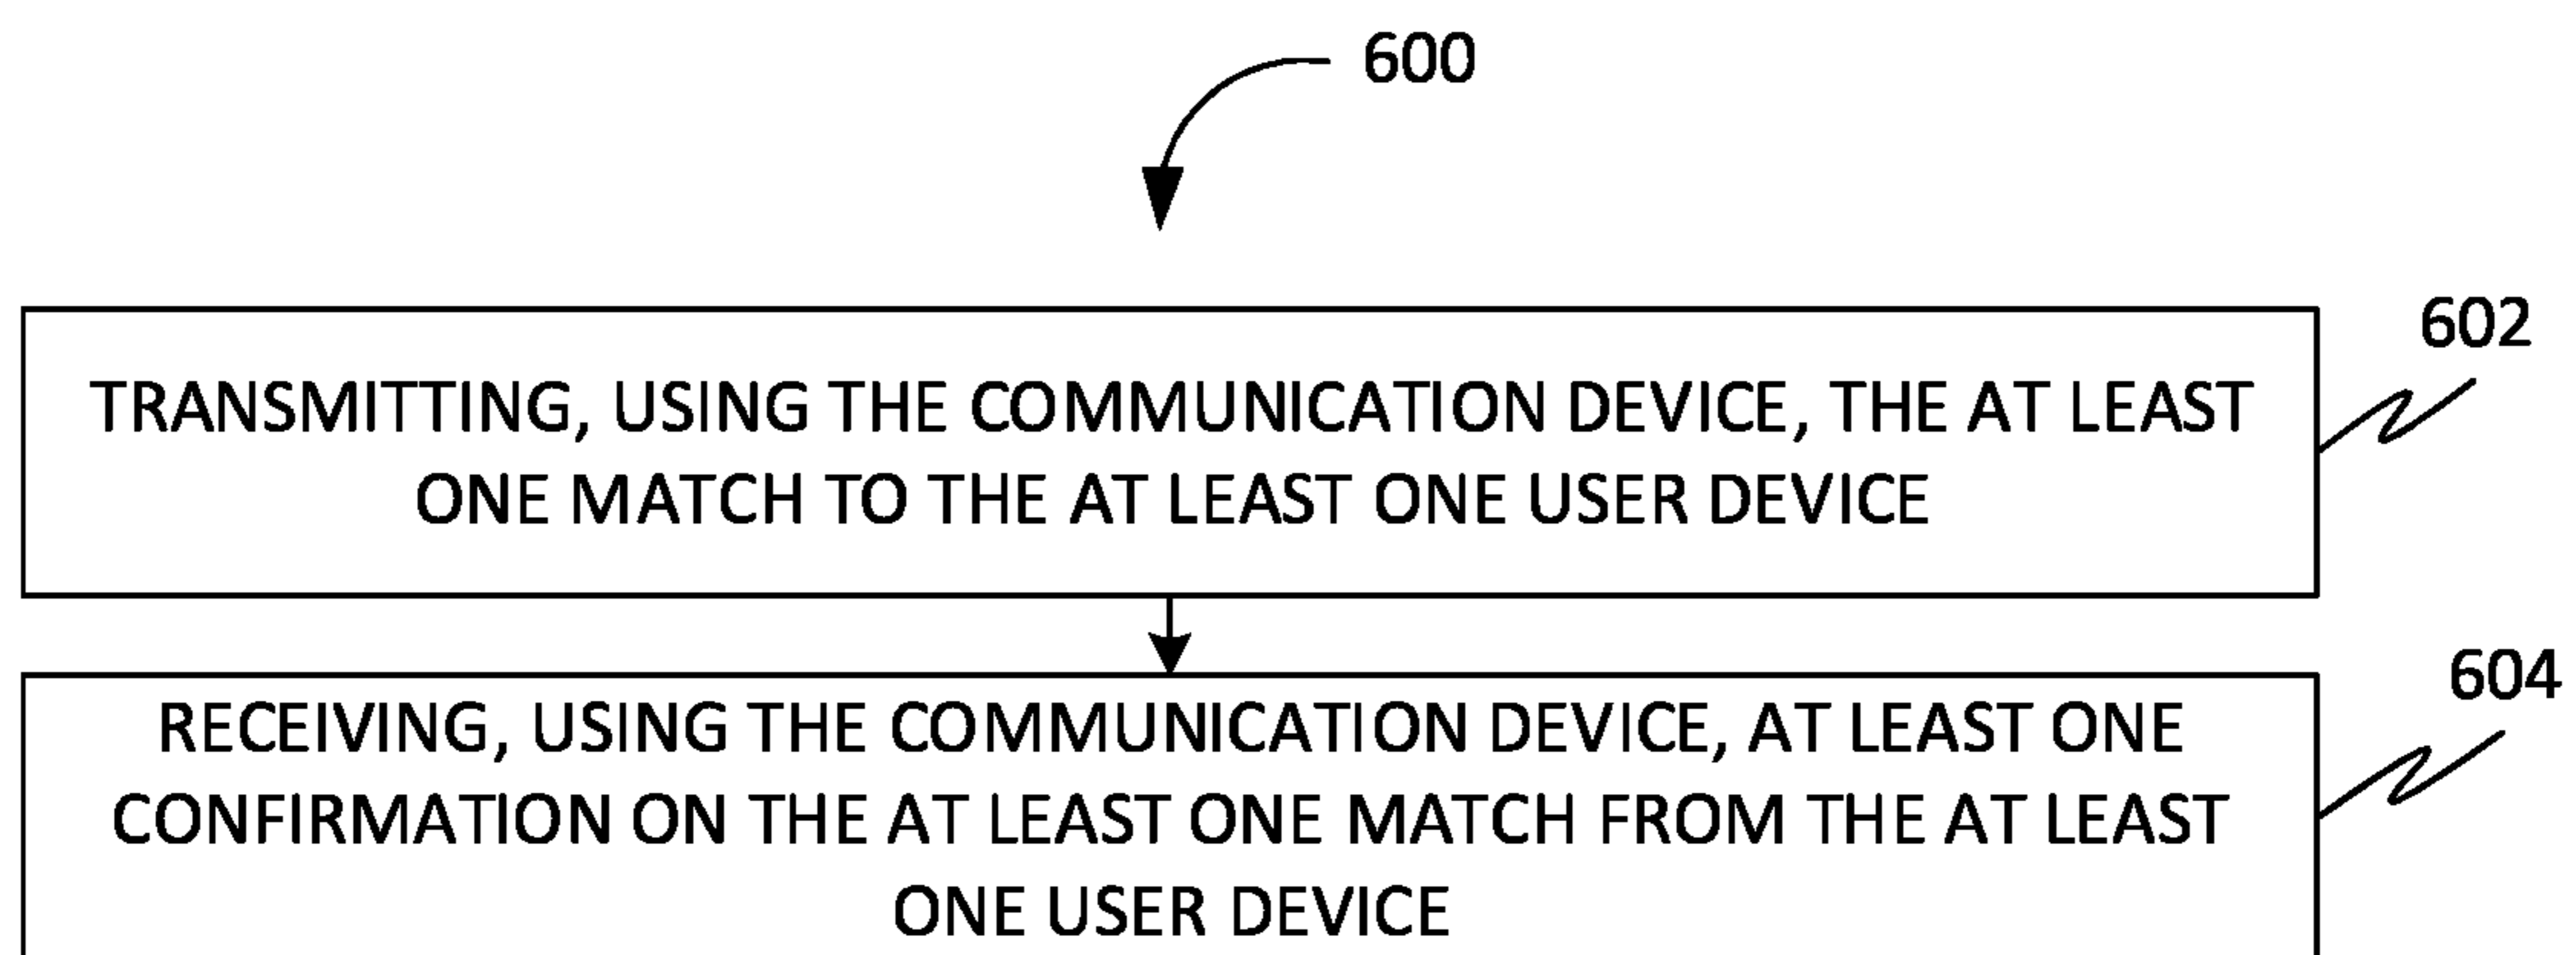 600
602
TRANSMITTING, USING THE COMMUNICATION DEVICE, THE AT LEAST
ONE MATCH TO THE AT LEAST ONE USER DEVICE
604
RECEIVING, USING THE COMMUNICATION DEVICE, AT LEAST ONE
CONFIRMATION ON THE AT LEAST ONE MATCH FROM THE AT LEAST
ONE USER DEVICE